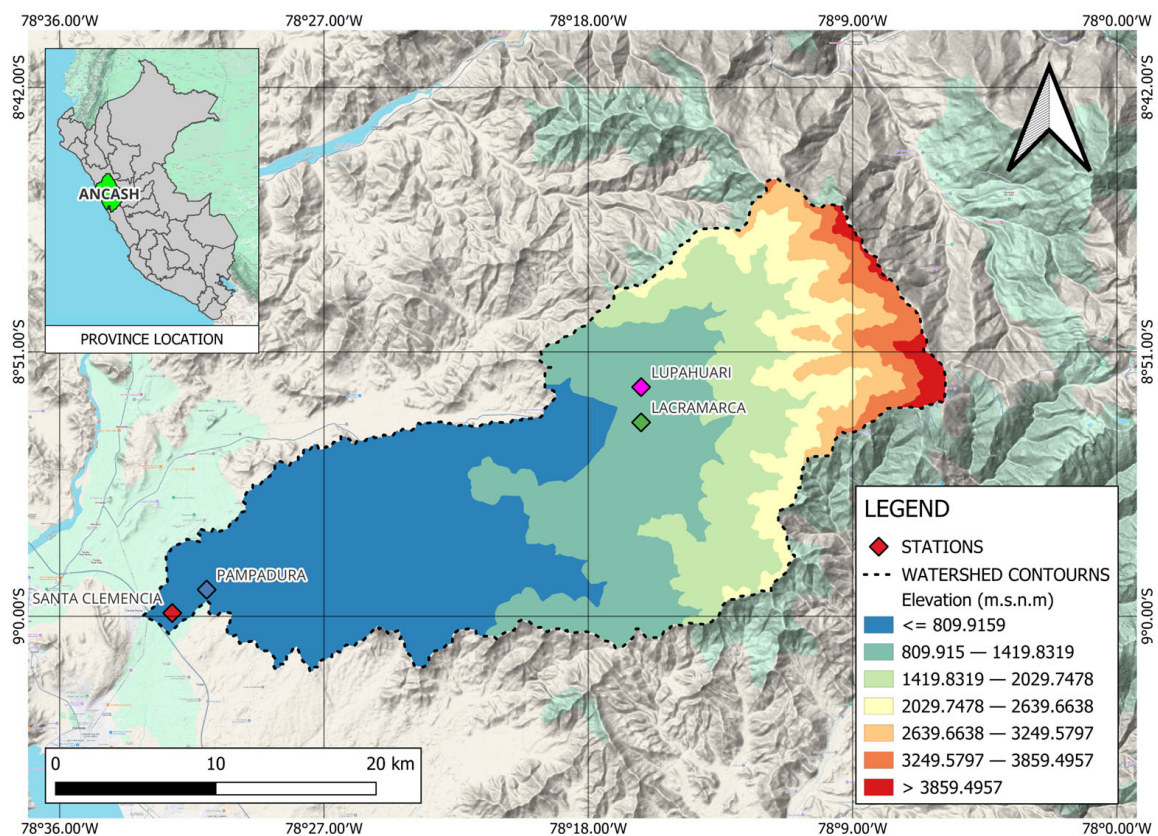 78°36.00'W 78°27.00'W 78°18.00'W 78°9.00'W 78°0.00'W
8°42.00'S 8°42.00'S
ANCASH
PROVINCE LOCATION
8°51.00'S 8°51.00'S
LUPAHUARI
LACRAMARCA
PAMPADURA
SANTA CLEMENCIA
9°0.00'S 9°0.00'S
LEGEND
STATIONS
WATERSHED CONTOURNS
Elevation (m.s.n.m)
<= 809.9159
809.915 — 1419.8319
1419.8319 — 2029.7478
2029.7478 — 2639.6638
2639.6638 — 3249.5797
3249.5797 — 3859.4957
> 3859.4957
0 10 20 km
78°36.00'W 78°27.00'W 78°18.00'W 78°9.00'W 78°0.00'W